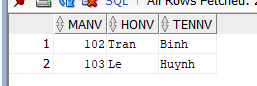 SQL | All Rows Fetched: 2
MANV HONV TENNV
1 102 Tran Binh
2 103 Le Huynh